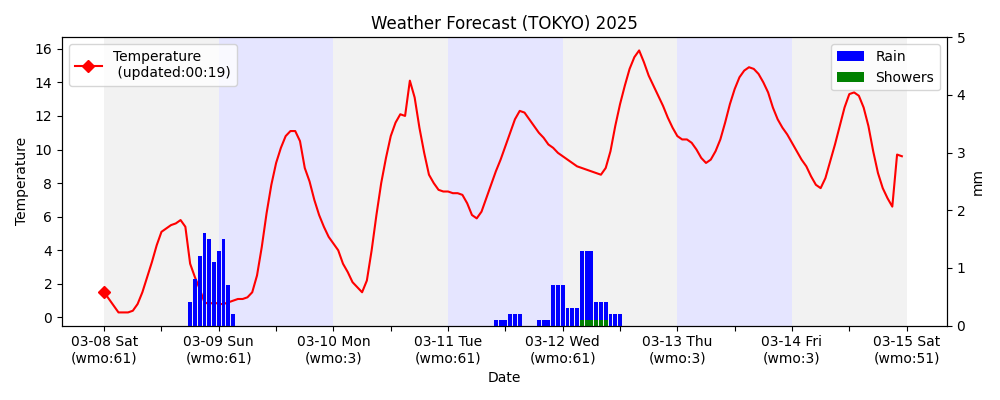 Weather Forecast (TOKYO) 2025
Temperature
(updated:00:19)
Rain
Showers
Temperature
16
14
12
10
8
6
4
2
0
5
4
3
2
1
0
mm
03-08 Sat
(wmo:61)
03-09 Sun
(wmo:61)
03-10 Mon
(wmo:3)
03-11 Tue
(wmo:61)
03-12 Wed
(wmo:61)
03-13 Thu
(wmo:3)
03-14 Fri
(wmo:3)
03-15 Sat
(wmo:51)
Date